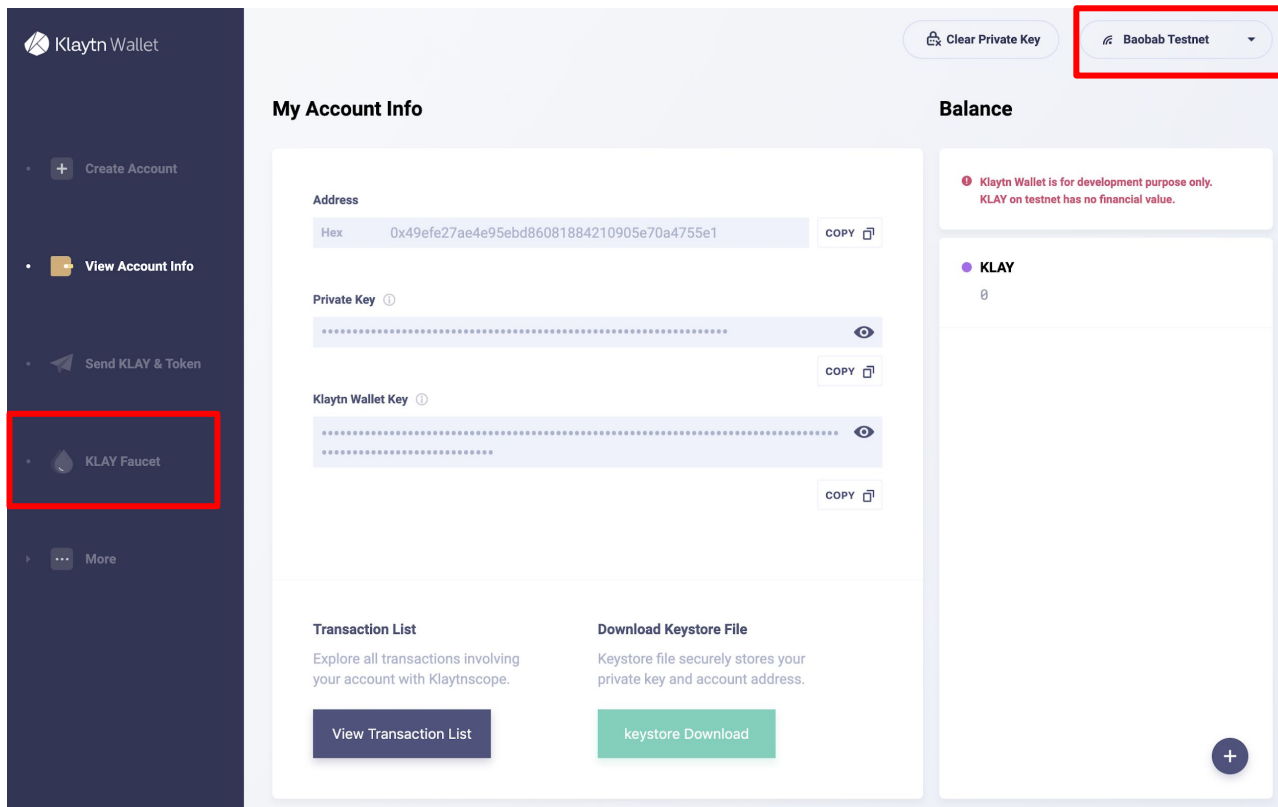 Klaytn Wallet
Clear Private Key
Baobab Testnet
My Account Info
Balance
Create Account
View Account Info
Send KLAY & Token
KLAY Faucet
More
Address
Hex 0x49efe27ae4e95ebd86081884210905e70a4755e1
COPY
Private Key
COPY
Klaytn Wallet Key
COPY
Transaction List
Explore all transactions involving
your account with Klaytnscope.
View Transaction List
Download Keystore File
Keystore file securely stores your
private key and account address.
keystore Download
Klaytn Wallet is for development purpose only.
KLAY on testnet has no financial value.
KLAY
0